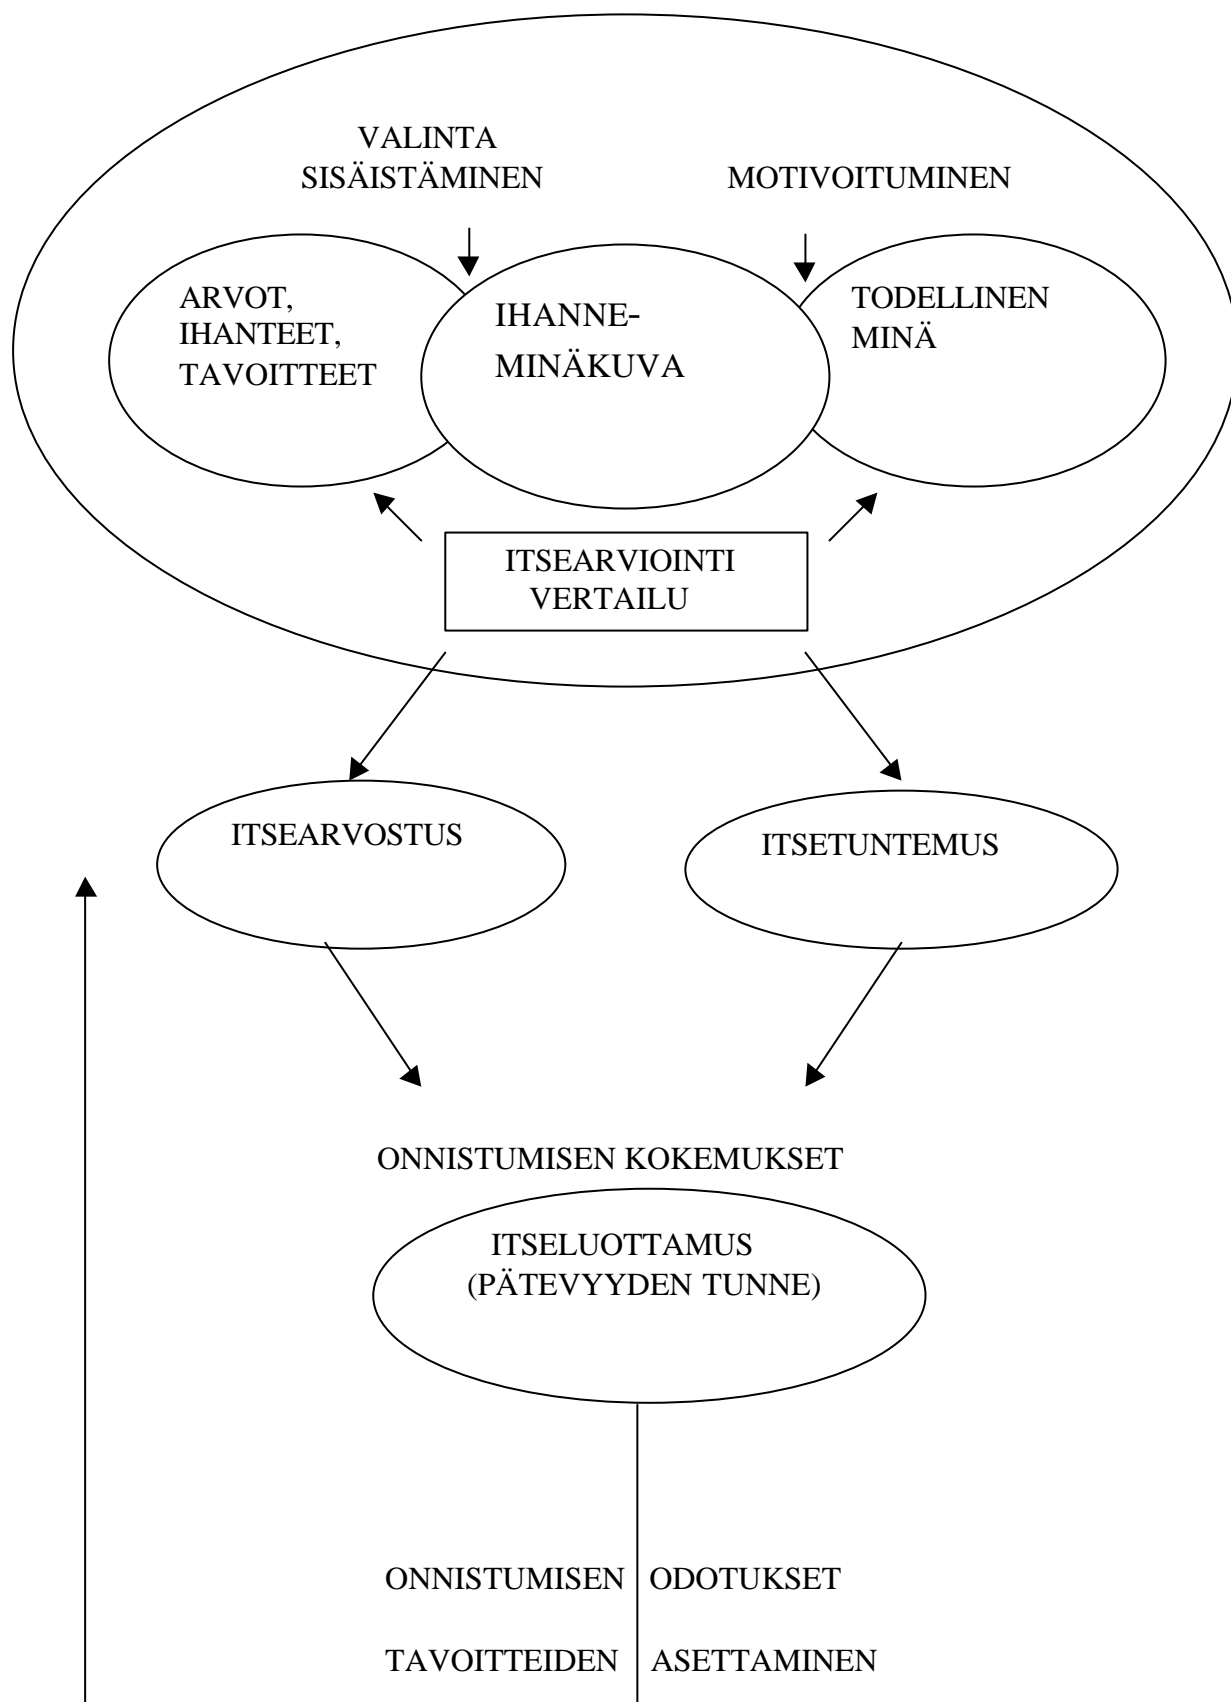 VALINTA
SISÄISTÄMINEN
MOTIVOITUMINEN
ARVOT,
IHANTEET,
TAVOITTEET
IHANNE-
MINÄKUVA
TODELLINEN
MINÄ
ITSEARVIOINTI
VERTAILU
ITSEARVOSTUS
ITSETUNTEMUS
ONNISTUMISEN KOKEMUKSET
ITSELUOTTAMUS
(PÄTEVYYDEN TUNNE)
ONNISTUMISEN ODOTUKSET
TAVOITTEIDEN ASETTAMINEN